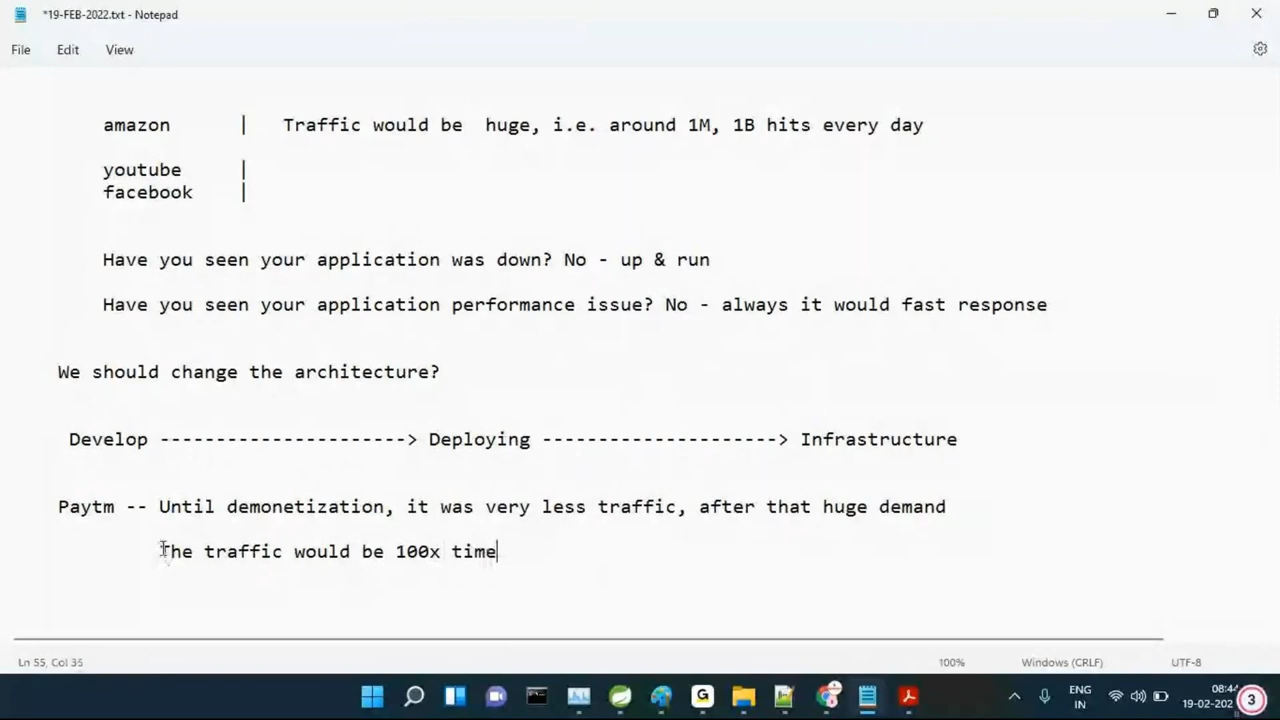 *19-FEB-2022.txt - Notepad
File Edit View
amazon | Traffic would be  huge, i.e. around 1M, 1B hits every day
youtube |
facebook |
Have you seen your application was down? No - up & run
Have you seen your application performance issue? No - always it would fast response
We should change the architecture?
Develop ----------------------> Deploying ---------------------> Infrastructure
Paytm -- Until demonetization, it was very less traffic, after that huge demand
The traffic would be 100x time
Ln 55, Col 35 100% Windows (CRLF) UTF-8
ENG 08:44
IN 19-02-202 3